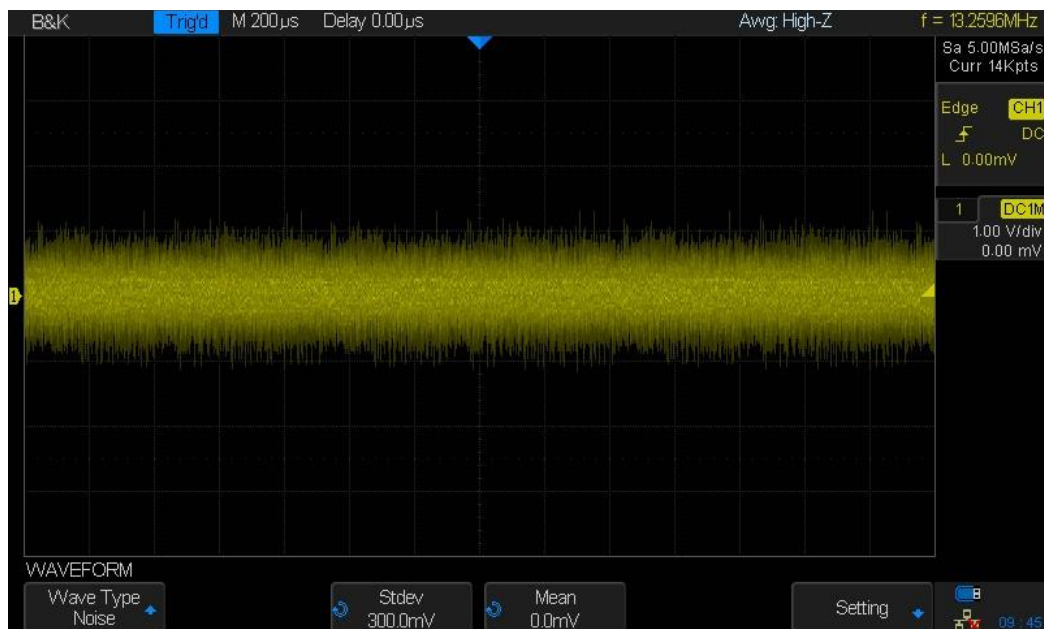 B&K Trig'd M 200µs Delay 0.00µs Awg: High-Z f = 13.2596MHz
Sa 5.00MSa/s
Curr 14Kpts
Edge CH1
DC
L 0.00mV
1 DC1M
1.00 V/div
0.00 mV
1
WAVEFORM
Wave Type
Noise
Stdev
300.0mV
Mean
0.0mV
Setting
09:45